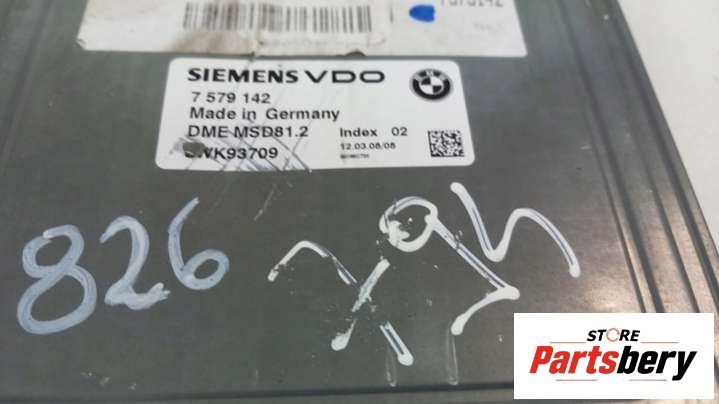 SIEMENS VDO
7 579 142
Made in Germany
DME MSD81.2 Index 02
12.03.08/08
5WK93709
826
STORE
Partsbery